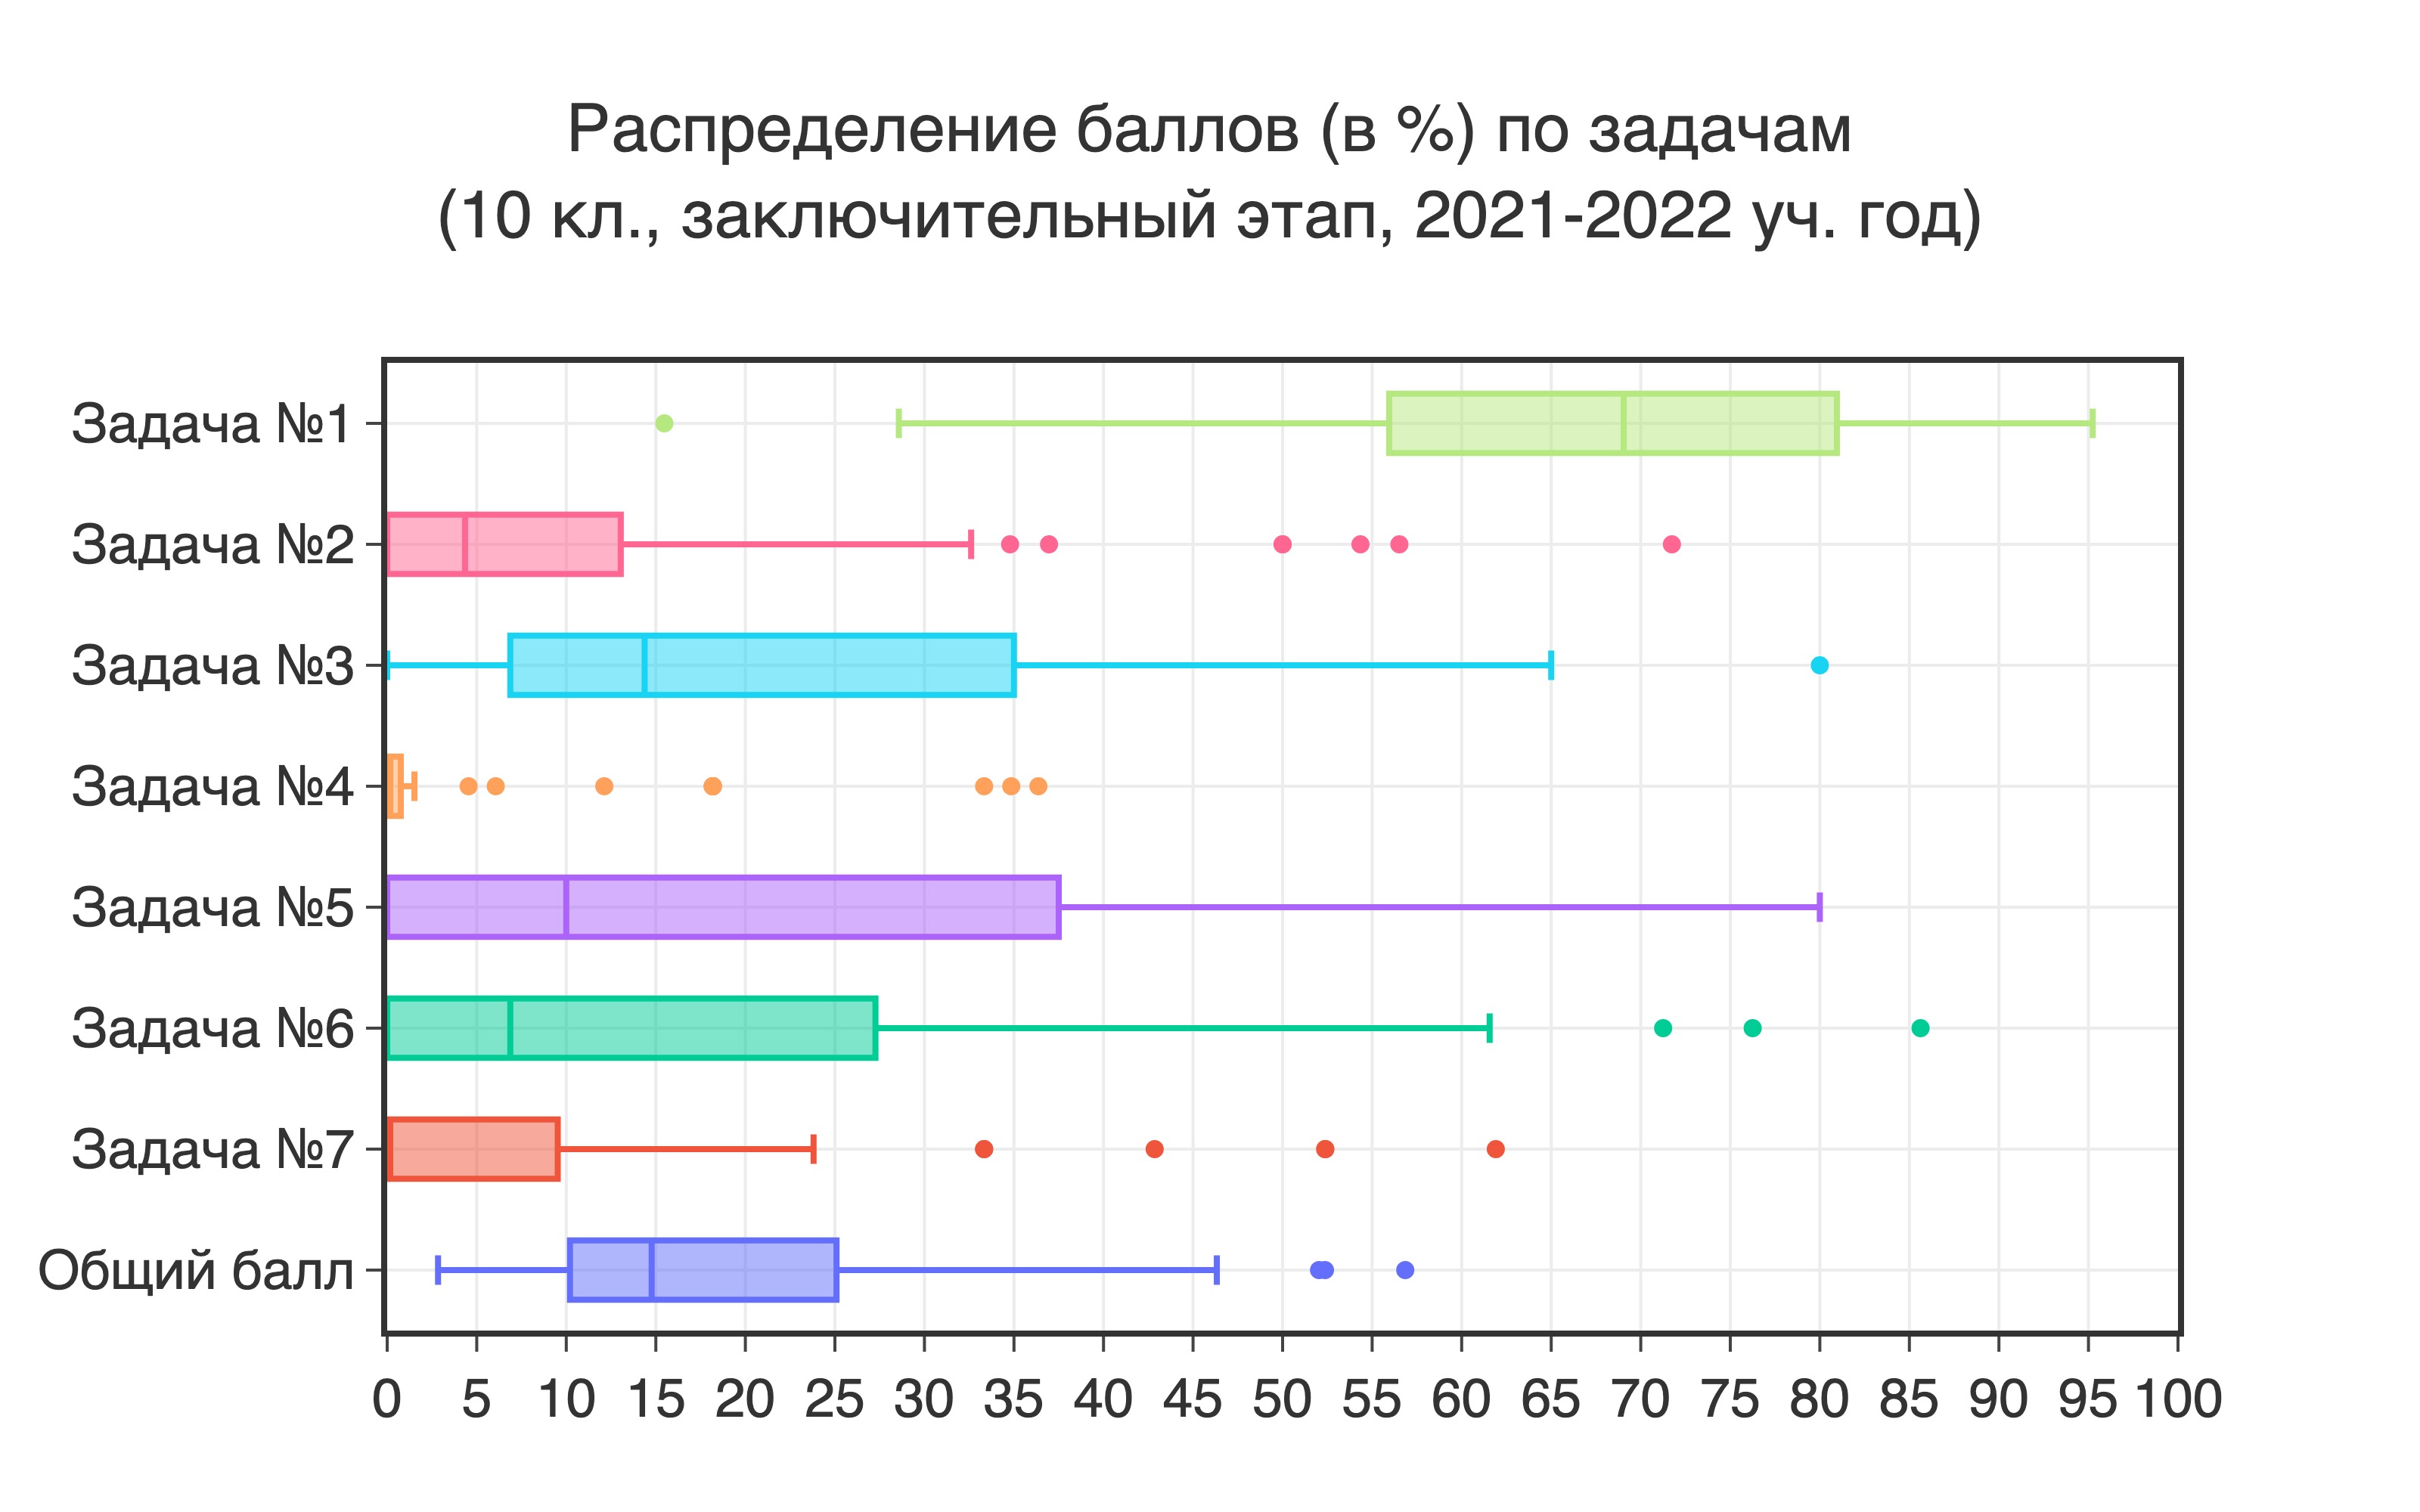 Распределение баллов (в %) по задачам
(10 кл., заключительный этап, 2021-2022 уч. год)
Задача №1
Задача №2
Задача №3
Задача №4
Задача №5
Задача №6
Задача №7
Общий балл
0 5 10 15 20 25 30 35 40 45 50 55 60 65 70 75 80 85 90 95 100